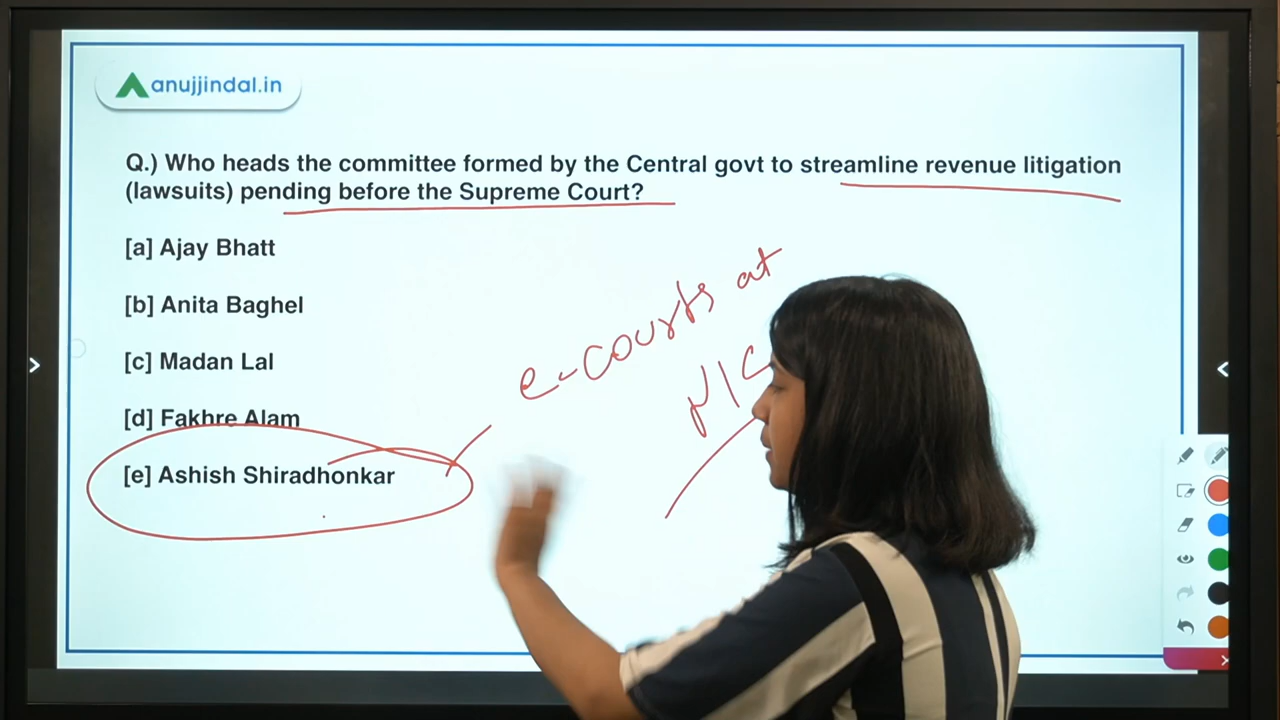 anujjindal.in
Q.) Who heads the committee formed by the Central govt to streamline revenue litigation
(lawsuits) pending before the Supreme Court?
[a] Ajay Bhatt
[b] Anita Baghel
[c] Madan Lal
[d] Fakhre Alam
[e] Ashish Shiradhonkar
e-courts at
NIC